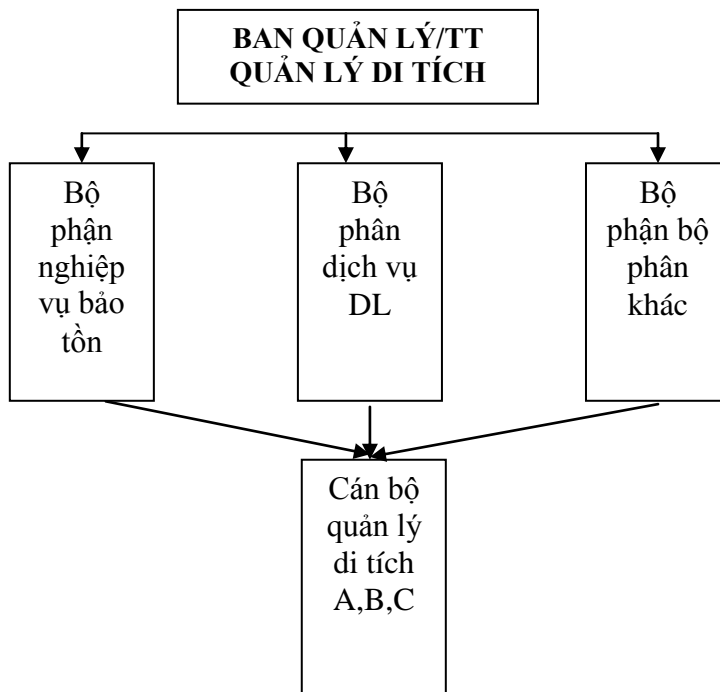 BAN QUẢN LÝ/TT
QUẢN LÝ DI TÍCH
Bộ
phận
nghiệp
vụ bảo
tồn
Bộ
phân
dịch vụ
DL
Bộ
phận bộ
phân
khác
Cán bộ
quản lý
di tích
A,B,C